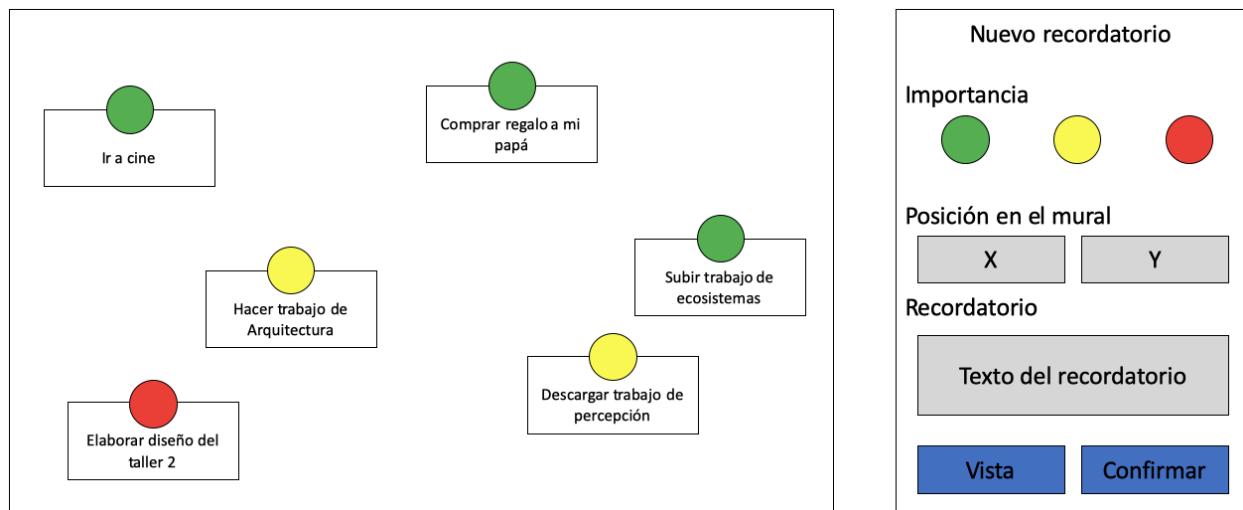 Ir a cine
Comprar regalo a mi
papá
Hacer trabajo de
Arquitectura
Subir trabajo de
ecosistemas
Elaborar diseño del
taller 2
Descargar trabajo de
percepción
Nuevo recordatorio
Importancia
Posición en el mural
X
Y
Recordatorio
Texto del recordatorio
Vista
Confirmar